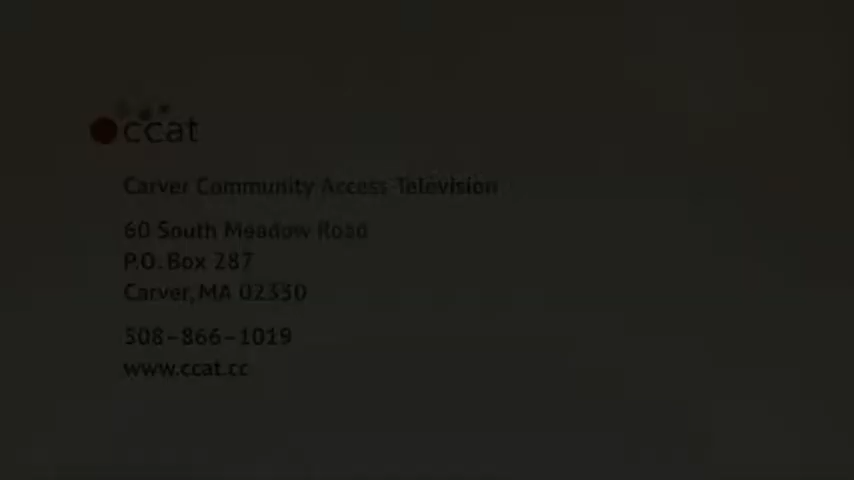 ccat
Carver Community Access Television
60 South Meadow Road
P.O. Box 287
Carver, MA 02330
508-866-1019
www.ccat.cc